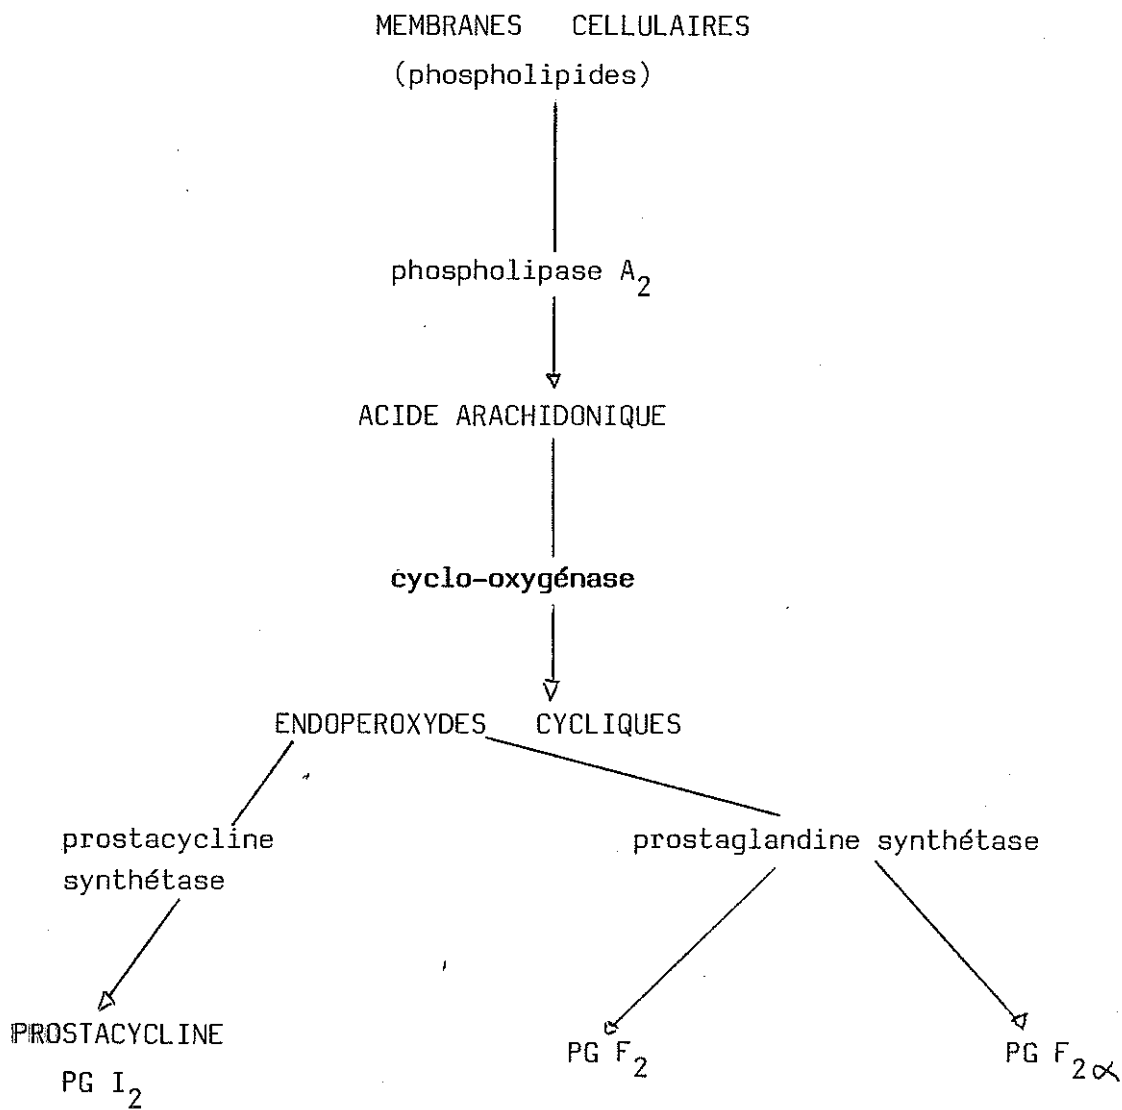 MEMBRANES CELLULAIRES
(phospholipides)
phospholipase A2
ACIDE ARACHIDONIQUE
cyclo-oxygénase
ENDOPEROXYDES CYCLIQUES
prostacycline
synthétase
prostaglandine synthétase
PROSTACYCLINE
PG I2
PG F2
PG F2α